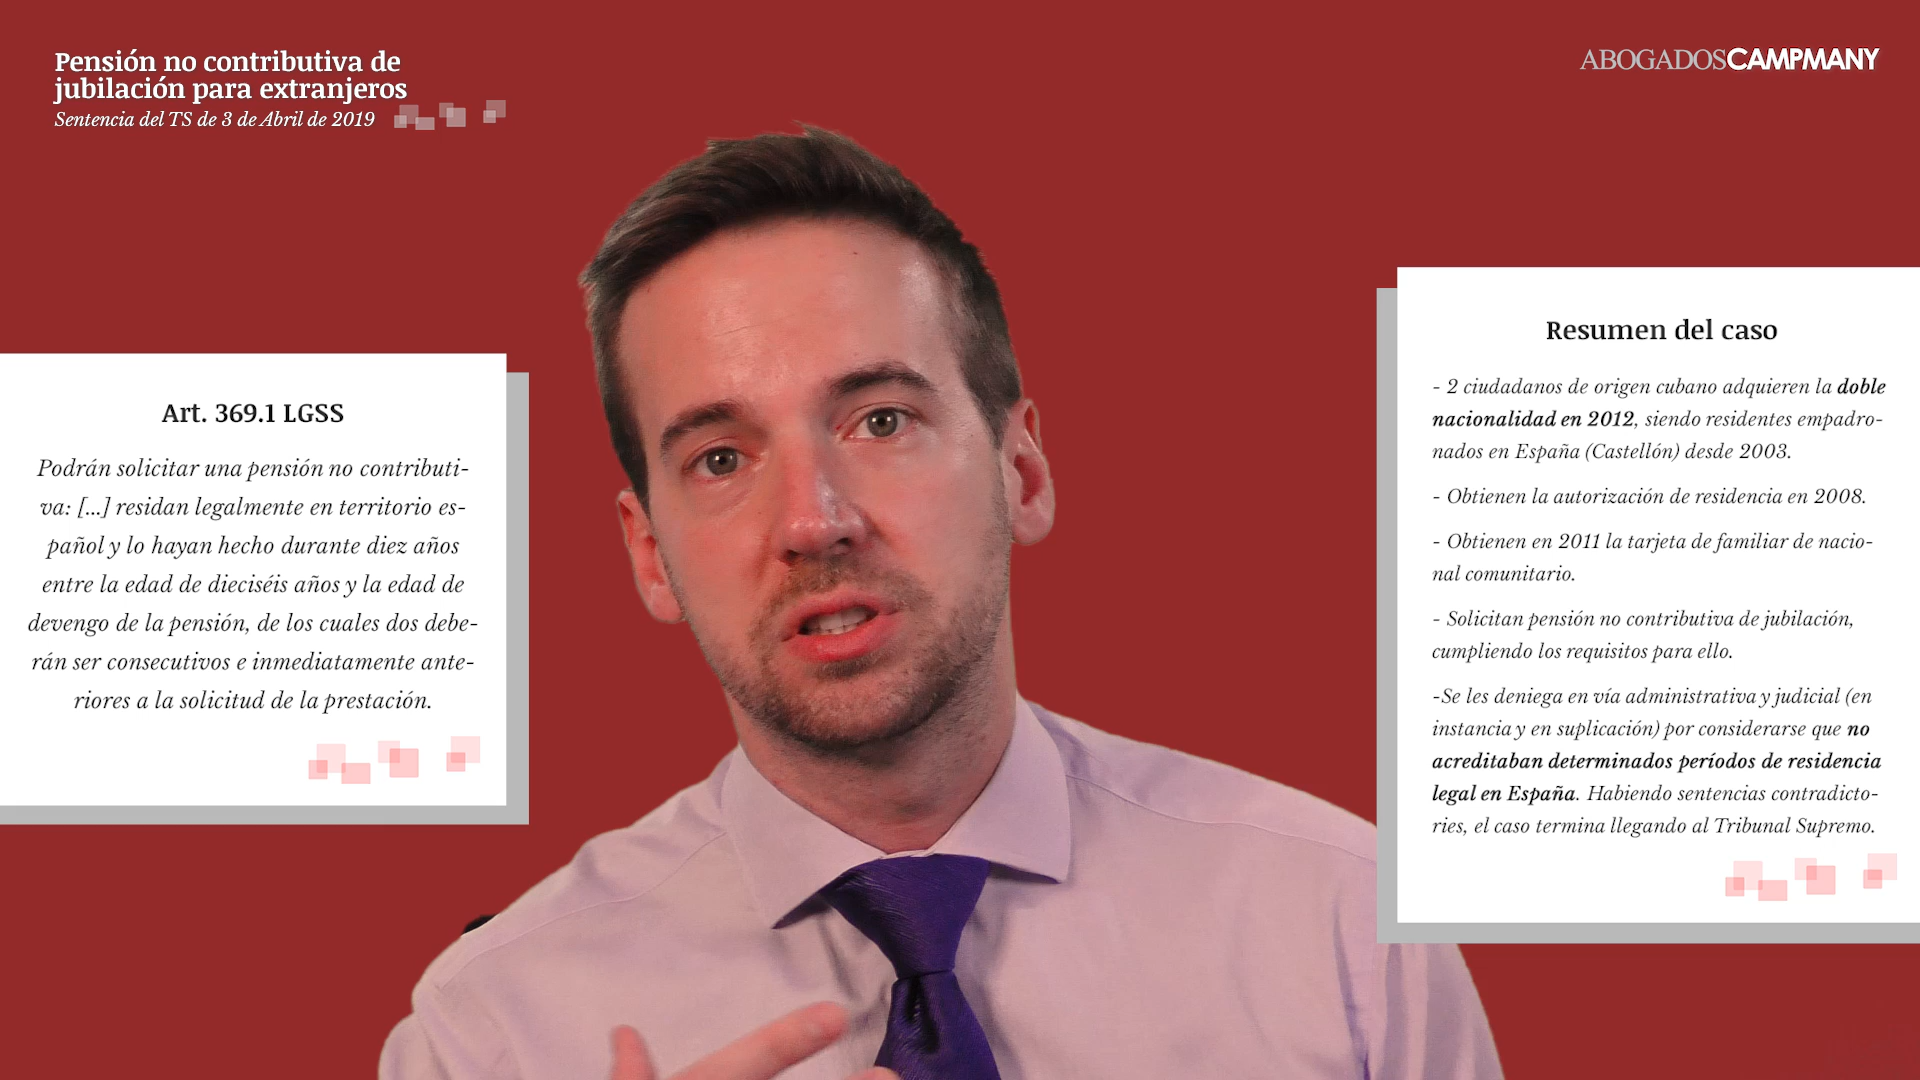 Pensión no contributiva de
jubilación para extranjeros
Sentencia del TS de 3 de Abril de 2019
ABOGADOSCAMPMANY
Art. 369.1 LGSS
Podrán solicitar una pensión no contributi-
va: [...] residan legalmente en territorio es-
pañol y lo hayan hecho durante diez años
entre la edad de dieciséis años y la edad de
devengo de la pensión, de los cuales dos debe-
rán ser consecutivos e inmediatamente ante-
riores a la solicitud de la prestación.
Resumen del caso
- 2 ciudadanos de origen cubano adquieren la doble
nacionalidad en 2012, siendo residentes empadro-
nados en España (Castellón) desde 2003.
- Obtienen la autorización de residencia en 2008.
- Obtienen en 2011 la tarjeta de familiar de nacio-
nal comunitario.
- Solicitan pensión no contributiva de jubilación,
cumpliendo los requisitos para ello.
-Se les deniega en vía administrativa y judicial (en
instancia y en suplicación) por considerarse que no
acreditaban determinados períodos de residencia
legal en España. Habiendo sentencias contradicto-
ries, el caso termina llegando al Tribunal Supremo.